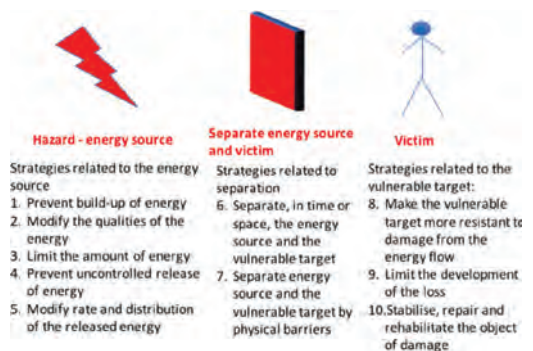 Hazard - energy source
Strategies related to the energy
source
1. Prevent build-up of energy
2. Modify the qualities of the
energy
3. Limit the amount of energy
4. Prevent uncontrolled release
of energy
5. Modify rate and distribution
of the released energy
Separate energy source
and victim
Strategies related to
separation
6. Separate, in time or
space, the energy
source and the
vulnerable target
7. Separate energy
source and the
vulnerable target by
physical barriers
Victim
Strategies related to the
vulnerable target:
8. Make the vulnerable
target more resistant to
damage from the
energy flow
9. Limit the development
of the loss
10.Stabilise, repair and
rehabilitate the object
of damage